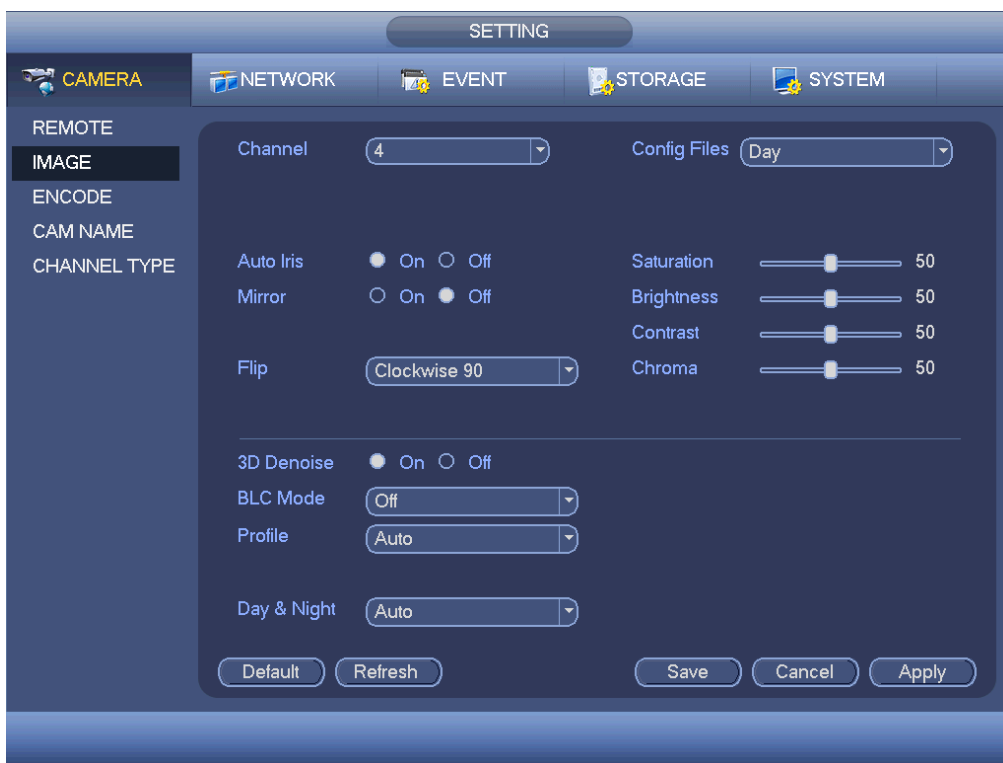 SETTING
CAMERA NETWORK EVENT STORAGE SYSTEM
REMOTE
IMAGE
ENCODE
CAM NAME
CHANNEL TYPE
Channel 4 Config Files Day
Auto Iris On Off Saturation 50
Mirror On Off Brightness 50
Contrast 50
Flip Clockwise 90 Chroma 50
3D Denoise On Off
BLC Mode Off
Profile Auto
Day & Night Auto
Default Refresh Save Cancel Apply